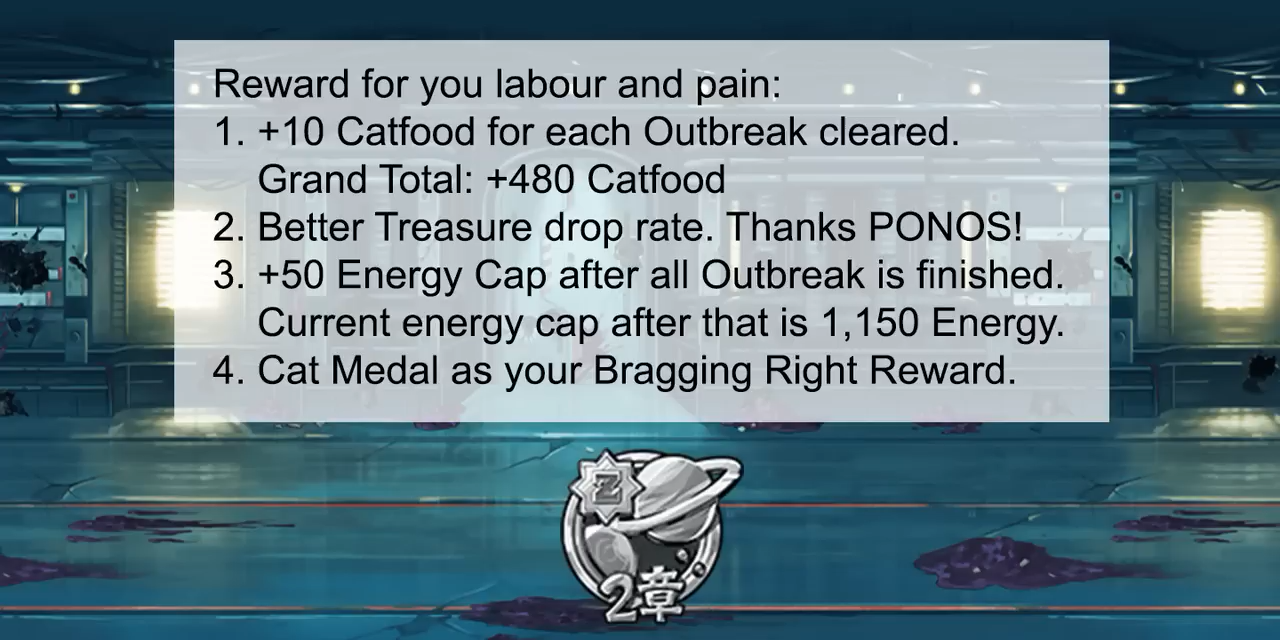 Reward for you labour and pain:
1. +10 Catfood for each Outbreak cleared.
Grand Total: +480 Catfood
2. Better Treasure drop rate. Thanks PONOS!
3. +50 Energy Cap after all Outbreak is finished.
Current energy cap after that is 1,150 Energy.
4. Cat Medal as your Bragging Right Reward.
Z
2章